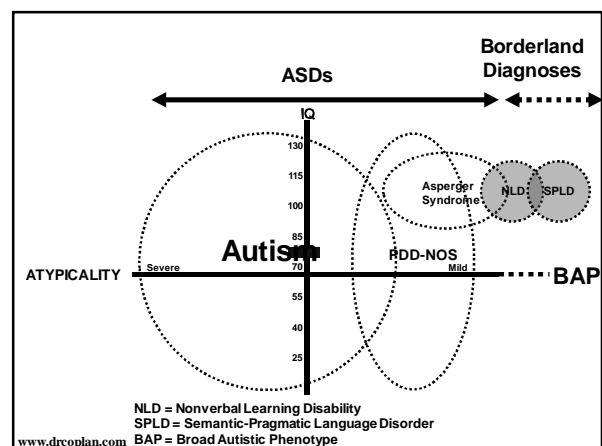 Borderland
Diagnoses
ASDs
IQ
130
115
Asperger
Syndrome
NLD
SPLD
100
85
Autism
PDD-NOS
70
ATYPICALITY
Severe
Mild
BAP
55
40
25
NLD = Nonverbal Learning Disability
SPLD = Semantic-Pragmatic Language Disorder
www.drcoplan.com
BAP = Broad Autistic Phenotype